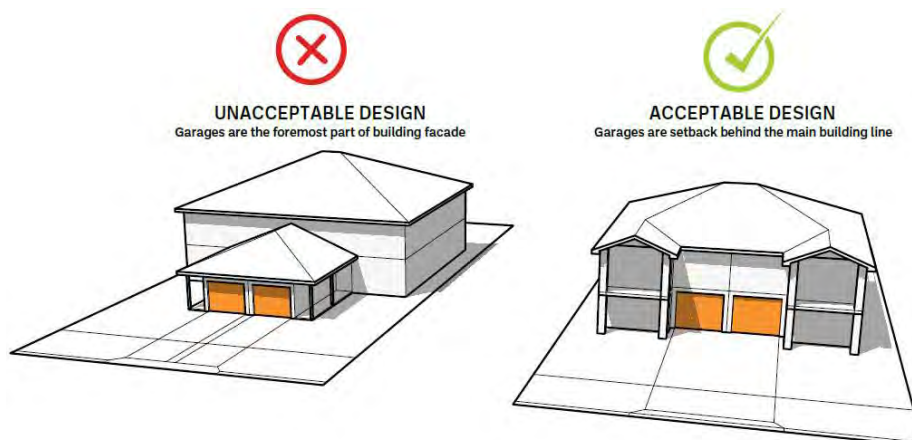 UNACCEPTABLE DESIGN
Garages are the foremost part of building facade
ACCEPTABLE DESIGN
Garages are setback behind the main building line